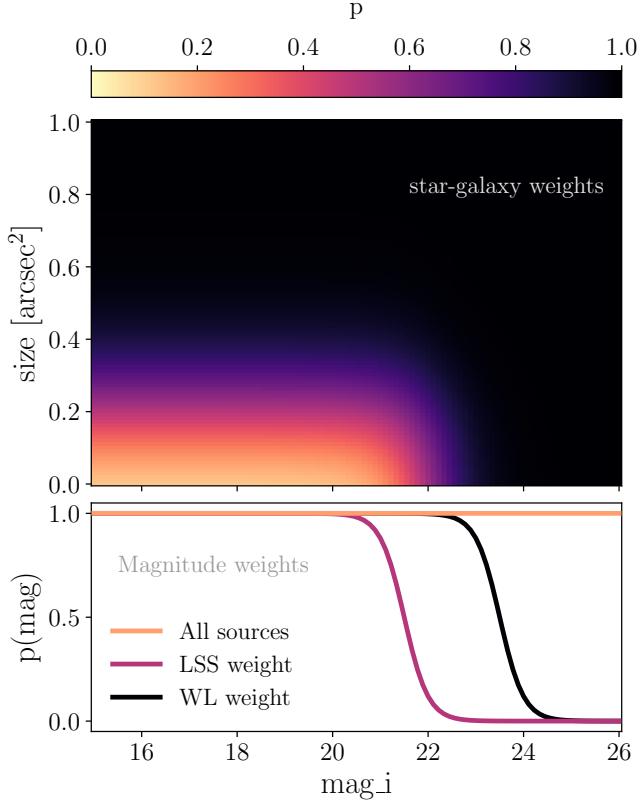 p
0.0 0.2 0.4 0.6 0.8 1.0
1.0
0.8
0.6
0.4
0.2
0.0
size [arcsec²]
star-galaxy weights
1.0
0.5
0.0
p(mag)
Magnitude weights
All sources
LSS weight
WL weight
16 18 20 22 24 26
mag_i